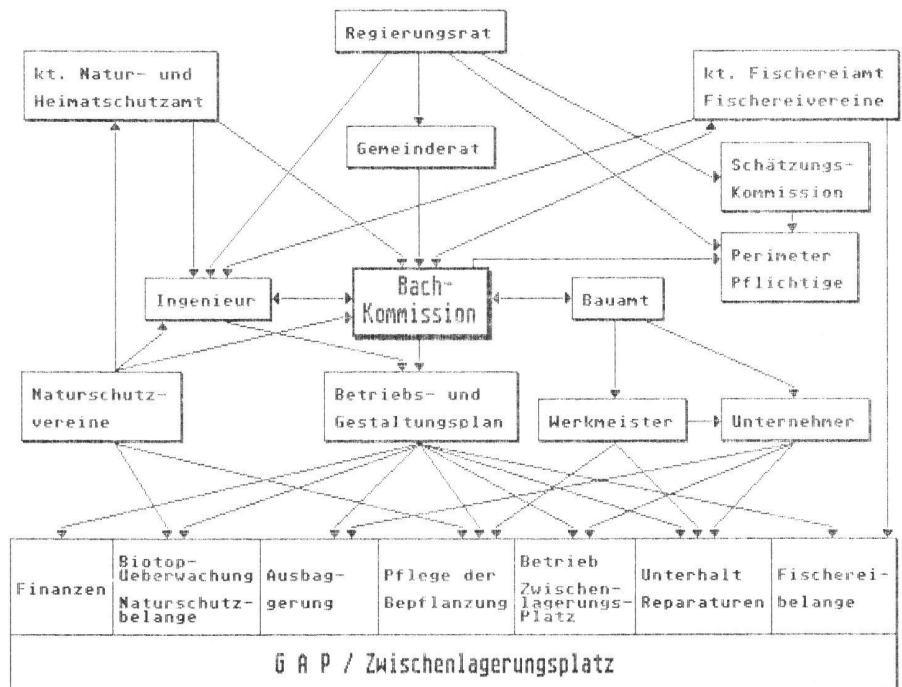 Regierungsrat
kt. Natur- und
Heimatschutzamt
kt. Fischereiamt
Fischereivereine
Gemeinderat
Schätzungs-
Kommission
Perimeter
Pflichtige
Ingenieur
Bach-
Kommission
Bauamt
Naturschutz-
vereine
Betriebs- und
Gestaltungsplan
Werkmeister
Unternehmer
Finanzen
Biotop-
Ueberwachung
Naturschutz-
belange
Ausbag-
gerung
Pflege der
Bepflanzung
Betrieb
Zwischen-
lagerungs-
Platz
Unterhalt
Reparaturen
Fischerei-
belange
G A P / Zwischenlagerungsplatz